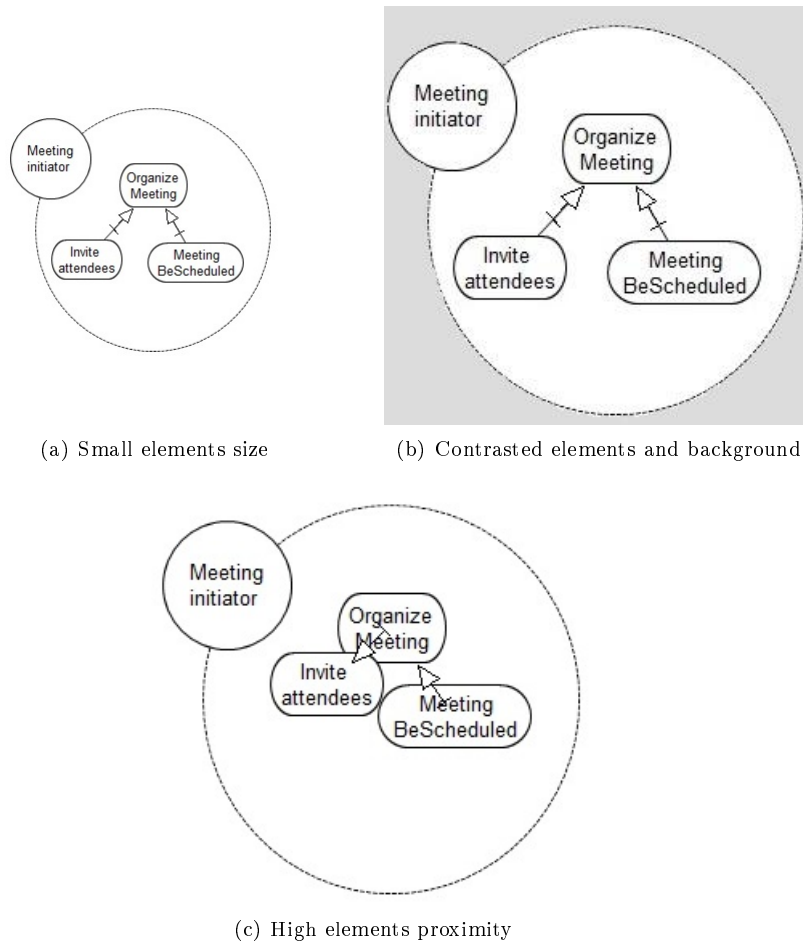 Meeting
initiator
Organize
Meeting
Invite
attendees
Meeting
BeScheduled
(a) Small elements size
Meeting
initiator
Organize
Meeting
Invite
attendees
Meeting
BeScheduled
(b) Contrasted elements and background
Meeting
initiator
Organize
Meeting
Invite
attendees
Meeting
BeScheduled
(c) High elements proximity